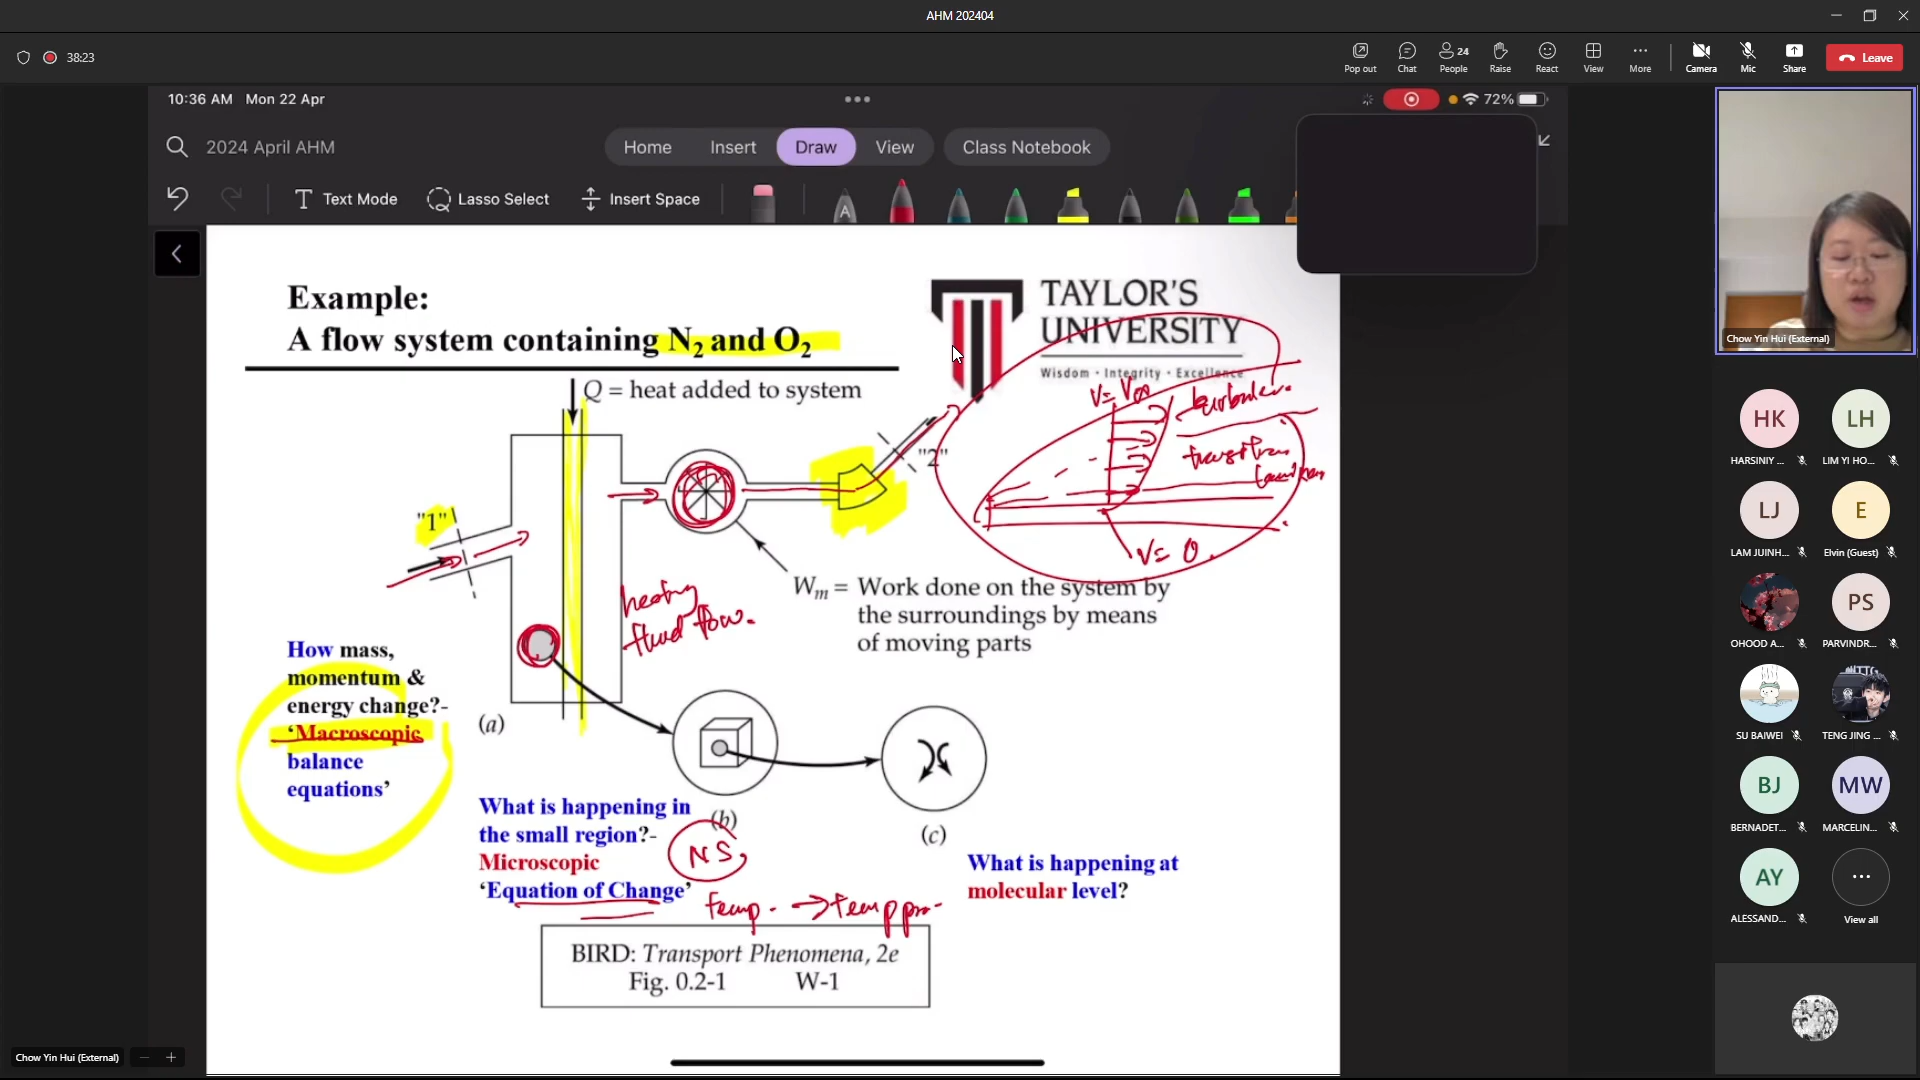 AHM 202404
38:23
Pop out
Chat
24
People
Raise
React
View
More
Camera
Mic
Share
Leave
10:36 AM Mon 22 Apr
72%
2024 April AHM
Home
Insert
Draw
View
Class Notebook
Text Mode
Lasso Select
Insert Space
Example:
A flow system containing N₂ and O₂
TAYLOR'S
UNIVERSITY
Wisdom · Integrity · Excellence
Q = heat added to system
"1"
"2"
V = V∞
V = 0
heating
fluid flow.
Wₘ = Work done on the system by
the surroundings by means
of moving parts
How mass,
momentum &
energy change?-
‘Macroscopic
balance
equations’
(a)
(b)
(c)
What is happening in
the small region?-
Microscopic
‘Equation of Change’
NS,
temp. → temp pro-
What is happening at
molecular level?
BIRD: Transport Phenomena, 2e
Fig. 0.2-1 W-1
Chow Yin Hui (External)
HK
HARSINIY ...
LH
LIM YI HO...
LJ
LAM JUINH...
E
Elvin (Guest)
OHOOD A...
PS
PARVINDR...
SU BAIWEI
TENG JING ...
BJ
BERNADET...
MW
MARCELIN...
AY
ALESSAND...
View all
Chow Yin Hui (External)